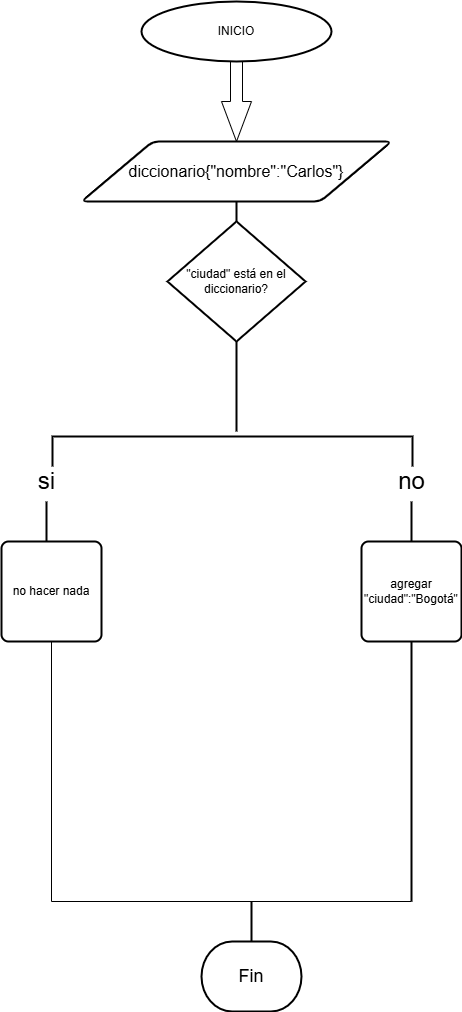 INICIO
diccionario{"nombre":"Carlos"}
"ciudad" está en el
diccionario?
si
no
no hacer nada
agregar
"ciudad":"Bogotá"
Fin